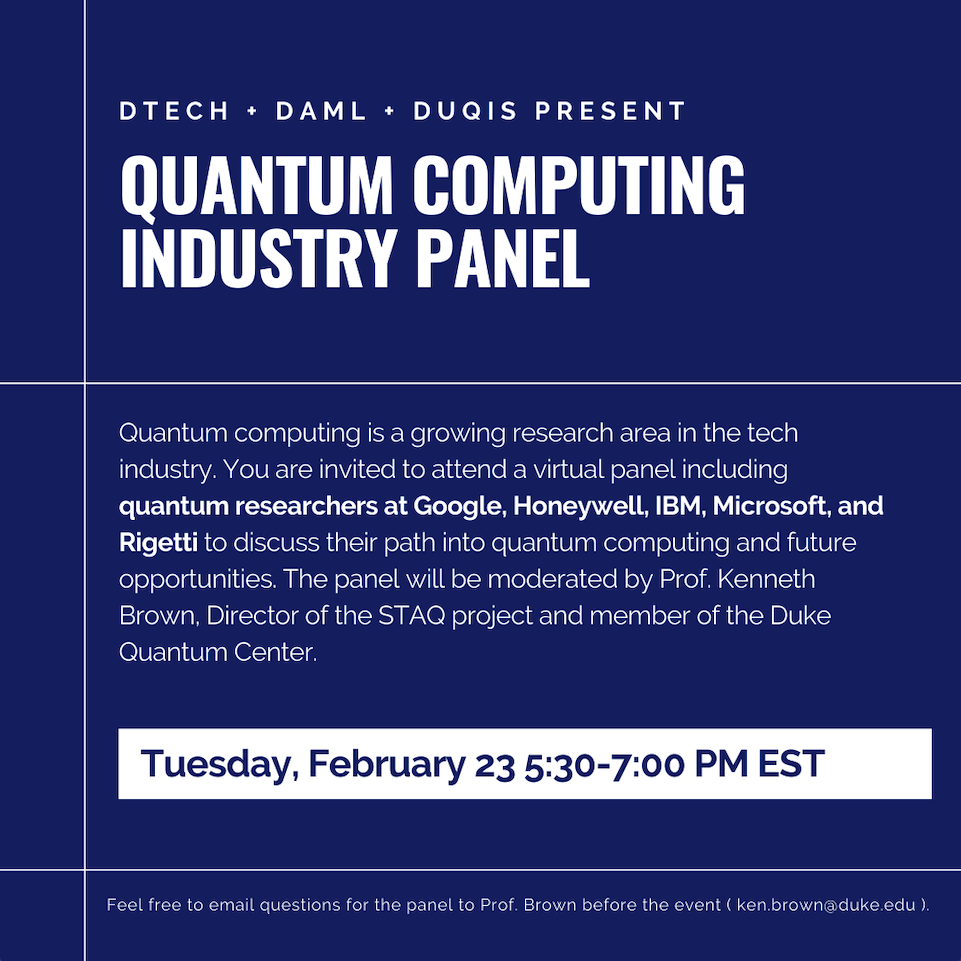 DTECH + DAML + DUQIS PRESENT
QUANTUM COMPUTING
INDUSTRY PANEL
Quantum computing is a growing research area in the tech
industry. You are invited to attend a virtual panel including
quantum researchers at Google, Honeywell, IBM, Microsoft, and
Rigetti to discuss their path into quantum computing and future
opportunities. The panel will be moderated by Prof. Kenneth
Brown, Director of the STAQ project and member of the Duke
Quantum Center.
Tuesday, February 23 5:30-7:00 PM EST
Feel free to email questions for the panel to Prof. Brown before the event ( ken.brown@duke.edu ).